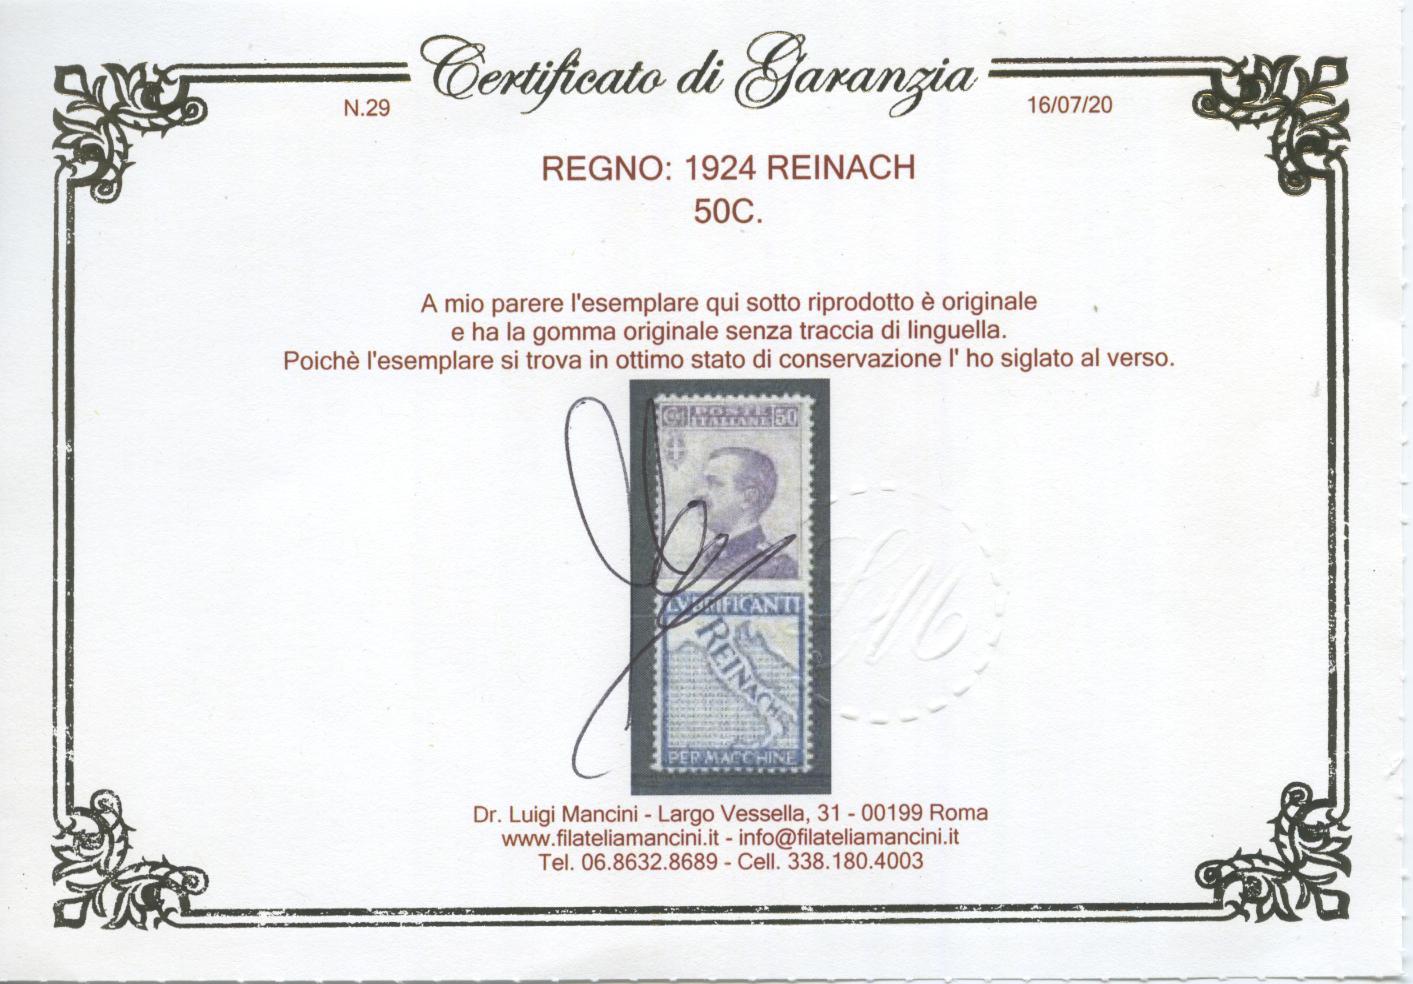 Certificato di Garanzia
N.29
16/07/20
REGNO: 1924 REINACH
50C.
A mio parere l'esemplare qui sotto riprodotto è originale
e ha la gomma originale senza traccia di linguella.
Poichè l'esemplare si trova in ottimo stato di conservazione l' ho siglato al verso.
POSTE
ITALIANE 50
LVBRIFICANTI
REINACH
PER MACCHINE
Dr. Luigi Mancini - Largo Vessella, 31 - 00199 Roma
www.filateliamancini.it - info@filateliamancini.it
Tel. 06.8632.8689 - Cell. 338.180.4003